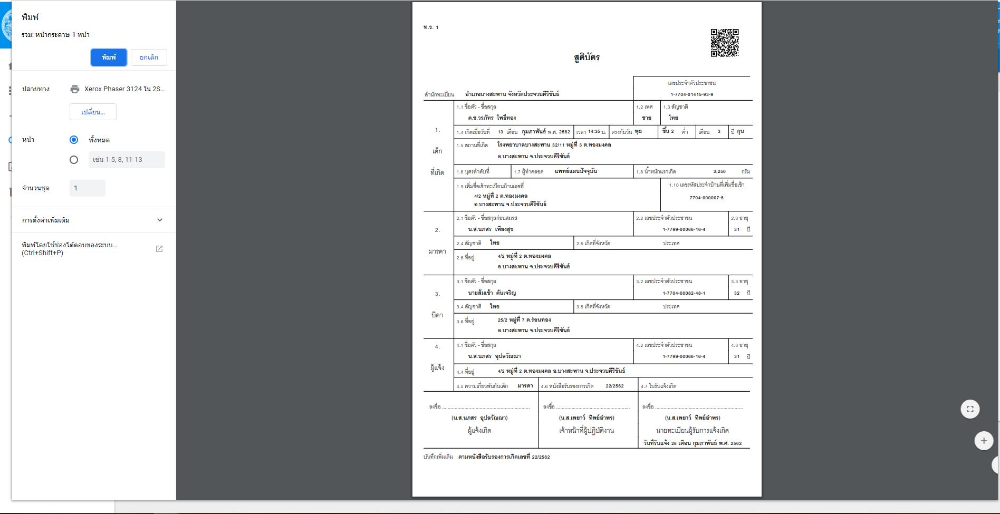 พิมพ์
รวม: หน้ากระดาษ 1 หน้า
พิมพ์ ยกเลิก
ปลายทาง Xerox Phaser 3124 ใน 2S...
เปลี่ยน...
หน้า ทั้งหมด
เช่น 1-5, 8, 11-13
จำนวนชุด 1
การตั้งค่าเพิ่มเติม
พิมพ์โดยใช้ช่องโต้ตอบของระบบ...
(Ctrl+Shift+P)
ท.ร. 1
สูติบัตร
เลขประจำตัวประชาชน
สำนักทะเบียน อำเภอบางสะพาน จังหวัดประจวบคีรีขันธ์ 1-7704-01415-93-9
1.1 ชื่อตัว - ชื่อสกุล 1.2 เพศ 1.3 สัญชาติ
ด.ช.วรภัทร โพธิ์ทอง ชาย ไทย
1. เด็ก ที่เกิด
1.4 เกิดเมื่อวันที่ 13 เดือน กุมภาพันธ์ พ.ศ. 2562 เวลา 14:35 น. ตรงกับวัน พุธ ขึ้น 2 ค่ำ เดือน 3 ปี กุน
1.5 สถานที่เกิด โรงพยาบาลบางสะพาน 32/11 หมู่ที่ 3 ต.ทองมงคล
อ.บางสะพาน จ.ประจวบคีรีขันธ์
1.6 บุตรลำดับที่ 1.7 ผู้ทำคลอด แพทย์แผนปัจจุบัน 1.8 น้ำหนักแรกเกิด 3,250 กรัม
1.9 เพิ่มชื่อเข้าทะเบียนบ้านเลขที่ 1.10 เลขรหัสประจำบ้านที่เพิ่มชื่อเข้า
4/2 หมู่ที่ 2 ต.ทองมงคล 7704-000007-5
อ.บางสะพาน จ.ประจวบคีรีขันธ์
2. มารดา
2.1 ชื่อตัว - ชื่อสกุลก่อนสมรส 2.2 เลขประจำตัวประชาชน 2.3 อายุ
น.ส.นภสร เพียงสุข 1-7799-00066-16-4 31 ปี
2.4 สัญชาติ ไทย 2.5 เกิดที่จังหวัด ประเทศ
2.6 ที่อยู่ 4/2 หมู่ที่ 2 ต.ทองมงคล
อ.บางสะพาน จ.ประจวบคีรีขันธ์
3. บิดา
3.1 ชื่อตัว - ชื่อสกุล 3.2 เลขประจำตัวประชาชน 3.3 อายุ
นายส้มเช้า ตันเจริญ 1-7704-00082-48-1 32 ปี
3.4 สัญชาติ ไทย 3.5 เกิดที่จังหวัด ประเทศ
3.6 ที่อยู่ 25/2 หมู่ที่ 7 ต.ร่อนทอง
อ.บางสะพาน จ.ประจวบคีรีขันธ์
4. ผู้แจ้ง
4.1 ชื่อตัว - ชื่อสกุล 4.2 เลขประจำตัวประชาชน 4.3 อายุ
น.ส.นภสร อุปลวัณณา 1-7799-00066-16-4 31 ปี
4.4 ที่อยู่ 4/2 หมู่ที่ 2 ต.ทองมงคล อ.บางสะพาน จ.ประจวบคีรีขันธ์
4.5 ความเกี่ยวพันกับเด็ก มารดา 4.6 หนังสือรับรองการเกิด 22/2562 4.7 ใบรับแจ้งเกิด
ลงชื่อ ........ ลงชื่อ ........ ลงชื่อ ........
(น.ส.นภสร อุปลวัณณา) (น.ส.เพยาว์ ทิพย์อำพร) (น.ส.เพยาว์ ทิพย์อำพร)
ผู้แจ้งเกิด เจ้าหน้าที่ผู้ปฏิบัติงาน นายทะเบียนผู้รับการแจ้งเกิด
วันที่รับแจ้ง 28 เดือน กุมภาพันธ์ พ.ศ. 2562
บันทึกเพิ่มเติม ตามหนังสือรับรองการเกิดเลขที่ 22/2562